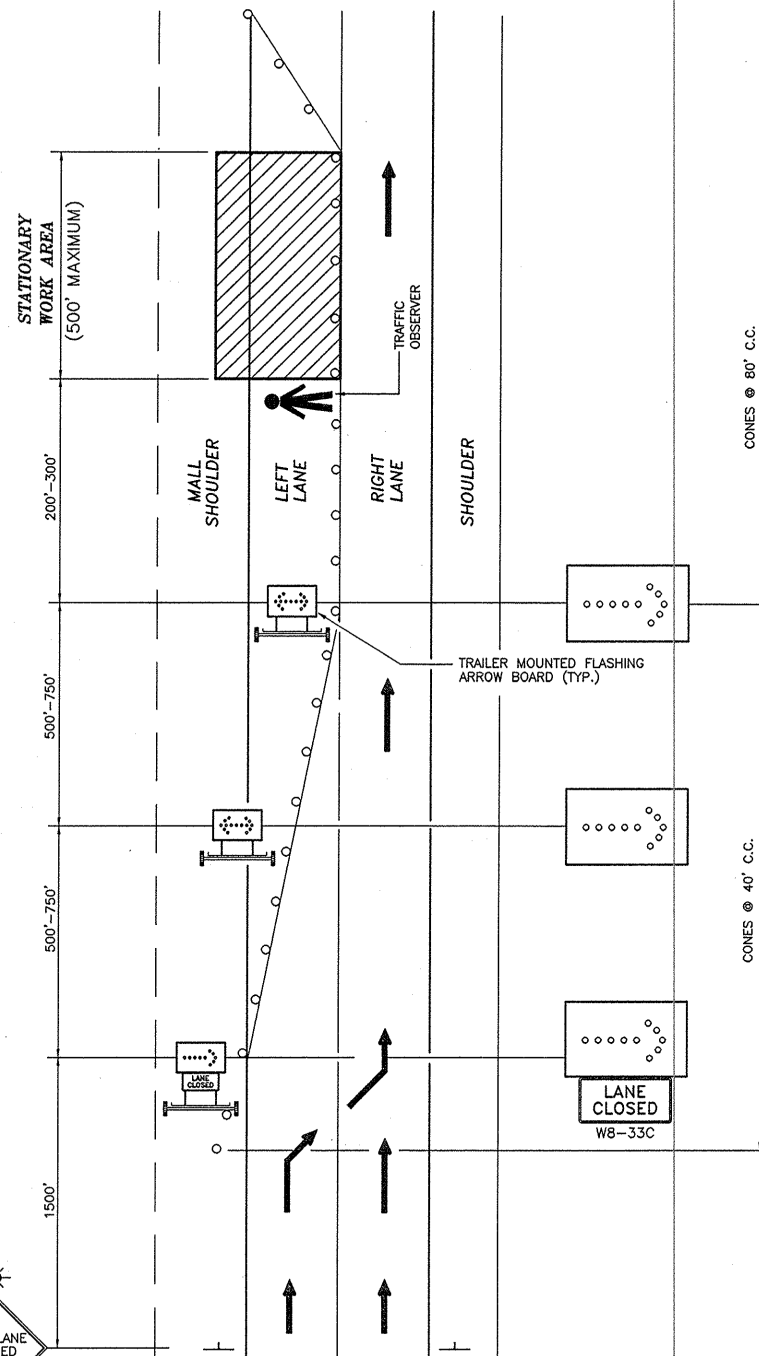 STATIONARY
WORK AREA
(500' MAXIMUM)
TRAFFIC
OBSERVER
CONES @ 80' C.C.
200'-300'
MALL
SHOULDER
LEFT
LANE
RIGHT
LANE
SHOULDER
TRAILER MOUNTED FLASHING
ARROW BOARD (TYP.)
500'-750'
500'-750'
CONES @ 40' C.C.
LANE
CLOSED
LANE
CLOSED
W8-33C
1500'
LANE